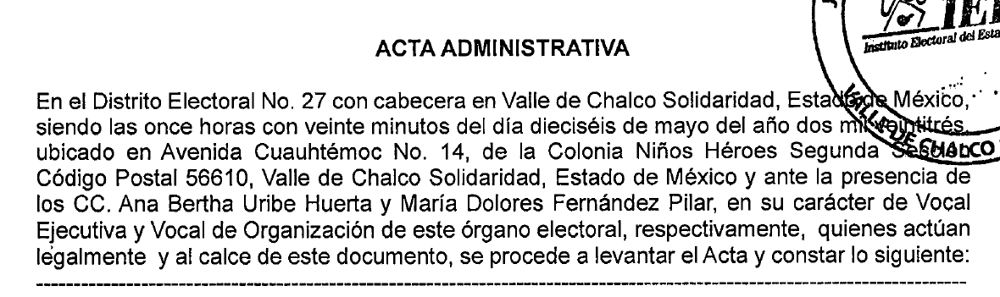 IEE
Instituto Electoral del Esta
ACTA ADMINISTRATIVA
En el Distrito Electoral No. 27 con cabecera en Valle de Chalco Solidaridad, Estado de México,
siendo las once horas con veinte minutos del día dieciséis de mayo del año dos mil veintitrés,
VALLE DE CHALCO
ubicado en Avenida Cuauhtémoc No. 14, de la Colonia Niños Héroes Segunda Sección
Código Postal 56610, Valle de Chalco Solidaridad, Estado de México y ante la presencia de
los CC. Ana Bertha Uribe Huerta y María Dolores Fernández Pilar, en su carácter de Vocal
Ejecutiva y Vocal de Organización de este órgano electoral, respectivamente, quienes actúan
legalmente y al calce de este documento, se procede a levantar el Acta y constar lo siguiente: